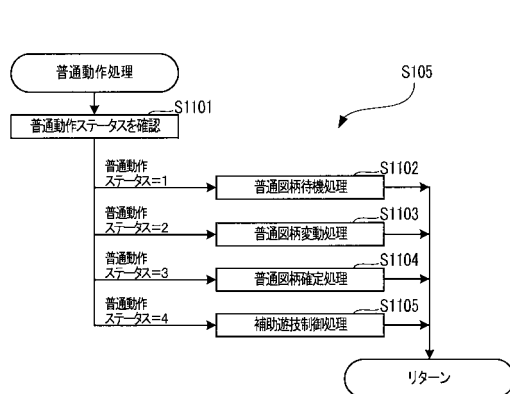 普通動作処理
S105
S1101
普通動作ステータスを確認
普通動作
ステータス=1
S1102
普通図柄待機処理
普通動作
ステータス=2
S1103
普通図柄変動処理
普通動作
ステータス=3
S1104
普通図柄確定処理
普通動作
ステータス=4
S1105
補助遊技制御処理
リターン